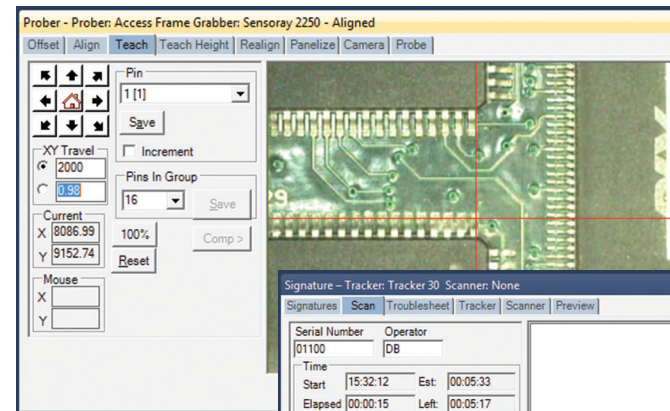 Prober - Prober: Access Frame Grabber: Sensoray 2250 - Aligned
Offset Align Teach Teach Height Realign Panelize Camera Probe
Pin
1 [1]
Save
Increment
XY Travel
2000
0.98
Pins In Group
16 Save
Current
X 8086.99
Y 9152.74
100% Comp >
Reset
Mouse
X
Y
Signature – Tracker: Tracker 30 Scanner: None
Signatures Scan Troublesheet Tracker Scanner Preview
Serial Number Operator
01100 DB
Time
Start 15:32:12 Est: 00:05:33
Elapsed 00:00:15 Left: 00:05:17